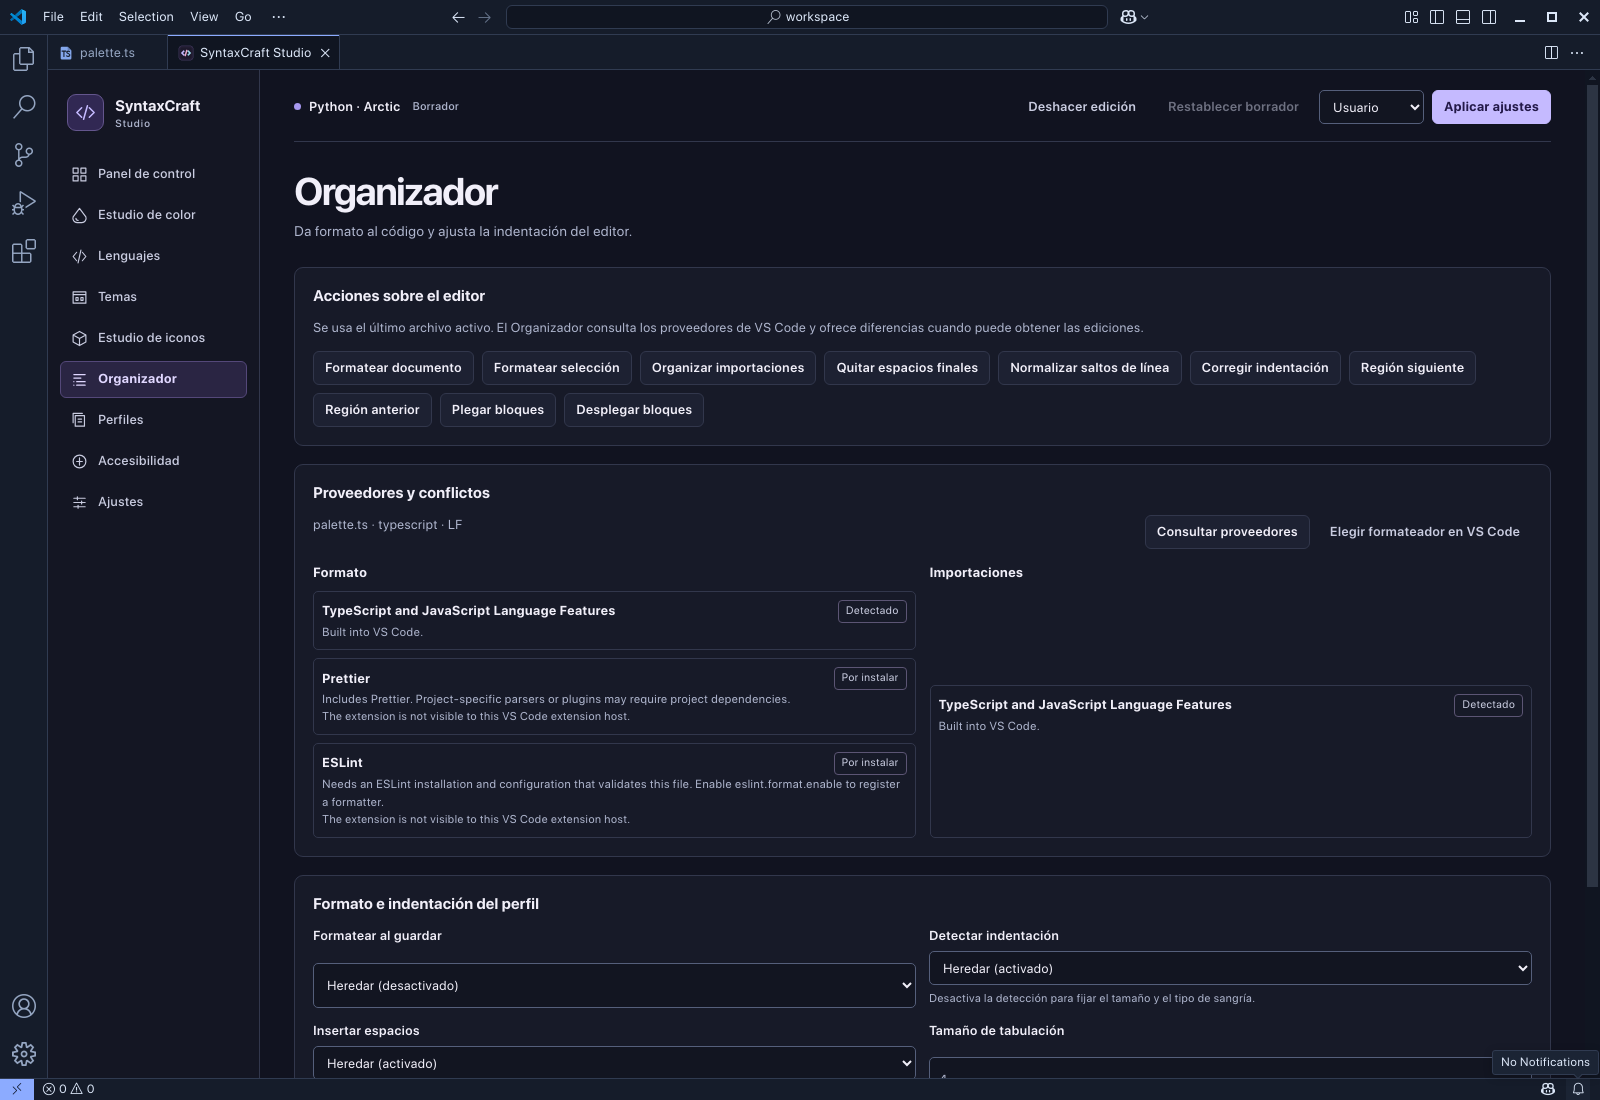 File Edit Selection View Go ···
workspace
palette.ts
SyntaxCraft Studio
SyntaxCraft
Studio
Panel de control
Estudio de color
Lenguajes
Temas
Estudio de iconos
Organizador
Perfiles
Accesibilidad
Ajustes
Python · Arctic Borrador
Deshacer edición
Restablecer borrador
Usuario
Aplicar ajustes
Organizador
Da formato al código y ajusta la indentación del editor.
Acciones sobre el editor
Se usa el último archivo activo. El Organizador consulta los proveedores de VS Code y ofrece diferencias cuando puede obtener las ediciones.
Formatear documento Formatear selección Organizar importaciones Quitar espacios finales Normalizar saltos de línea Corregir indentación Región siguiente
Región anterior Plegar bloques Desplegar bloques
Proveedores y conflictos
palette.ts · typescript · LF
Consultar proveedores
Elegir formateador en VS Code
Formato
TypeScript and JavaScript Language Features
Detectado
Built into VS Code.
Prettier
Por instalar
Includes Prettier. Project-specific parsers or plugins may require project dependencies.
The extension is not visible to this VS Code extension host.
ESLint
Por instalar
Needs an ESLint installation and configuration that validates this file. Enable eslint.format.enable to register
a formatter.
The extension is not visible to this VS Code extension host.
Importaciones
TypeScript and JavaScript Language Features
Detectado
Built into VS Code.
Formato e indentación del perfil
Formatear al guardar
Heredar (desactivado)
Detectar indentación
Heredar (activado)
Desactiva la detección para fijar el tamaño y el tipo de sangría.
Insertar espacios
Heredar (activado)
Tamaño de tabulación
No Notifications
0 0